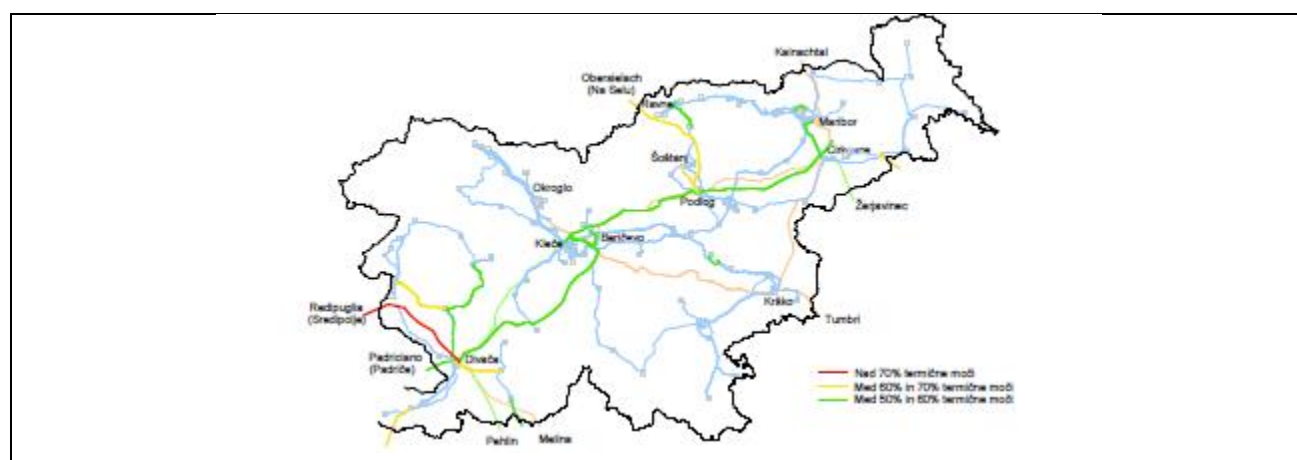 Kainachtal
Obersielach
(Na Selu)
Ravne
Maribor
Cirkovce
Šoštanj
Okroglo
Podlog
Žerjavinec
Kleče
Beričevo
Redipuglia
(Sredipolje)
Krško
Tumbri
Padriciano
(Padriče)
Divača
Nad 70% termične moči
Med 60% in 70% termične moči
Med 50% in 60% termične moči
Pehlin
Melina